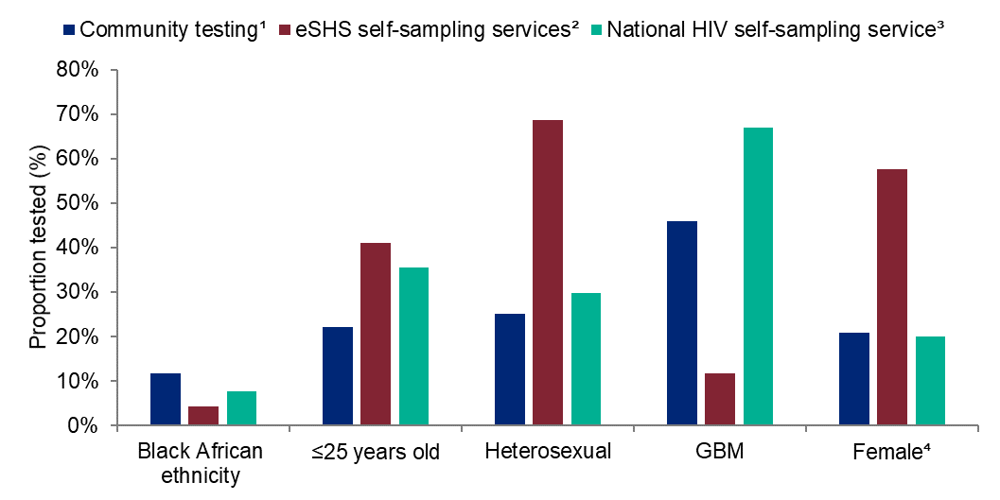 Community testing¹ eSHS self-sampling services² National HIV self-sampling service³
80%
70%
60%
50%
40%
30%
20%
10%
0%
Proportion tested (%)
Black African
ethnicity
≤25 years old
Heterosexual
GBM
Female⁴